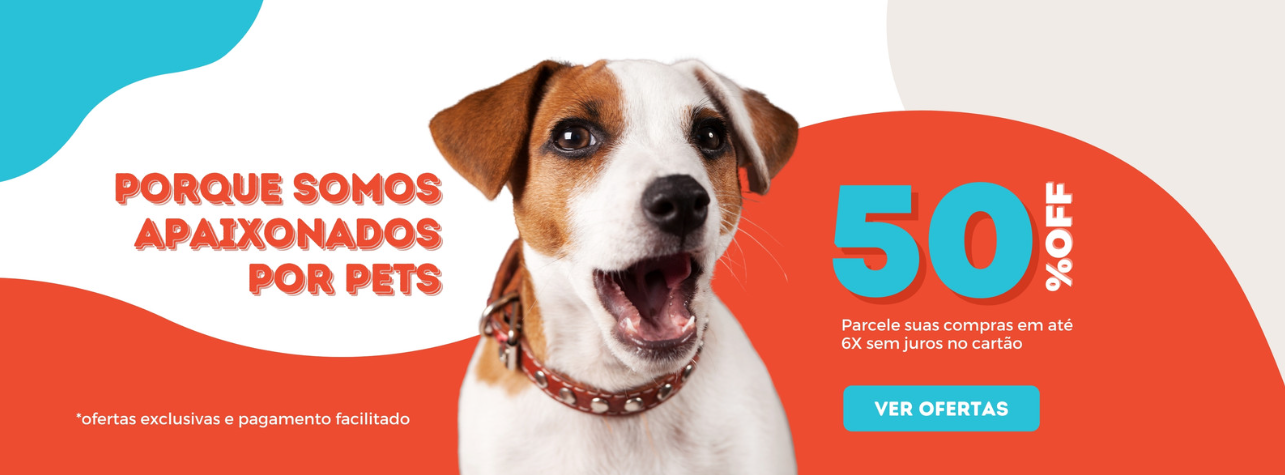 PORQUE SOMOS
APAIXONADOS
POR PETS
*ofertas exclusivas e pagamento facilitado
50 %OFF
Parcele suas compras em até
6X sem juros no cartão
VER OFERTAS